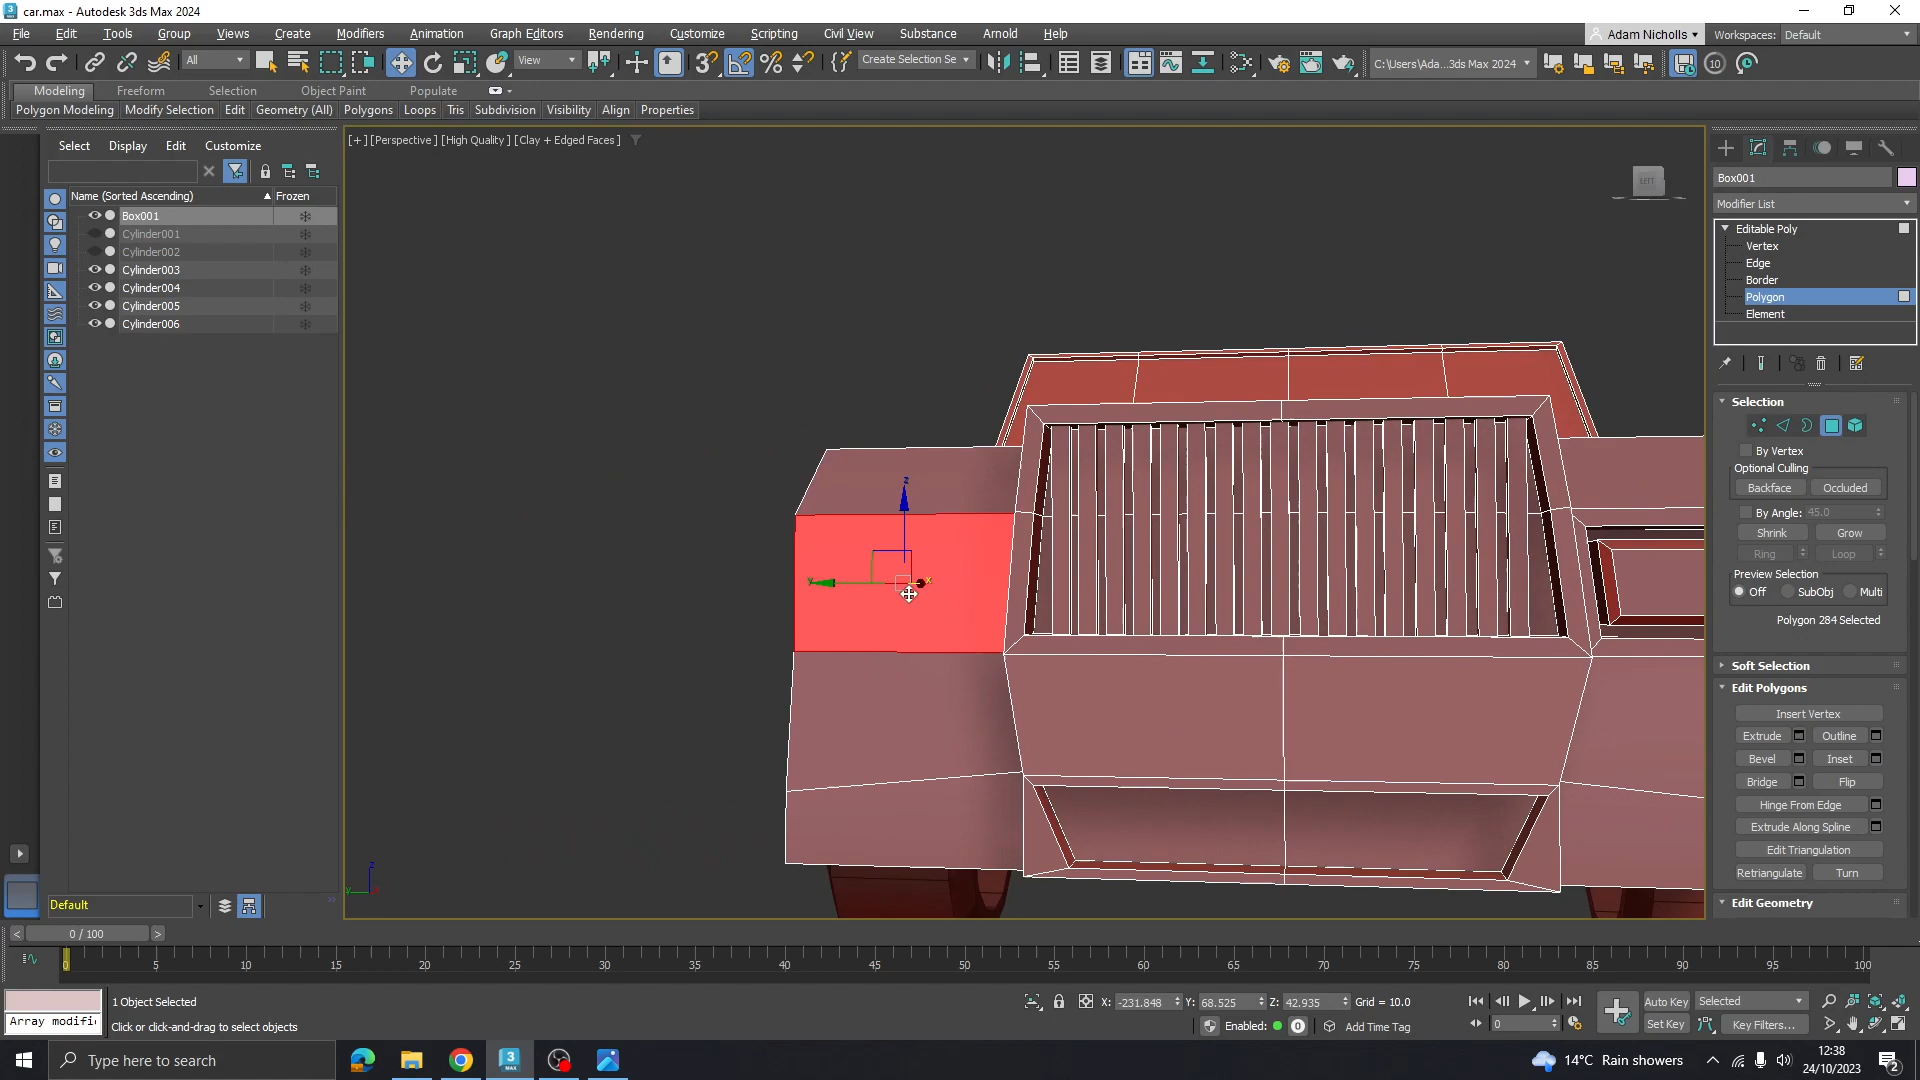 car.max - Autodesk 3ds Max 2024
File Edit Tools Group Views Create Modifiers Animation Graph Editors Rendering Customize Scripting Civil View Substance Arnold Help
Adam Nicholls
Workspaces: Default
All
View
Create Selection Se
C:\Users\Ada...3ds Max 2024
10
Modeling Freeform Selection Object Paint Populate
Polygon Modeling Modify Selection Edit Geometry (All) Polygons Loops Tris Subdivision Visibility Align Properties
Select Display Edit Customize
Name (Sorted Ascending) Frozen
Box001
Cylinder001
Cylinder002
Cylinder003
Cylinder004
Cylinder005
Cylinder006
[+] [Perspective] [High Quality] [Clay + Edged Faces]
LEFT
z
y
x
z
y
Box001
Modifier List
Editable Poly
Vertex
Edge
Border
Polygon
Element
Selection
By Vertex
Optional Culling
Backface Occluded
By Angle: 45.0
Shrink Grow
Ring Loop
Preview Selection
Off SubObj Multi
Polygon 284 Selected
Soft Selection
Edit Polygons
Insert Vertex
Extrude Outline
Bevel Inset
Bridge Flip
Hinge From Edge
Extrude Along Spline
Edit Triangulation
Retriangulate Turn
Edit Geometry
Default
< 0 / 100 >
0 5 10 15 20 25 30 35 40 45 50 55 60 65 70 75 80 85 90 95 100
Array modifi
1 Object Selected
Click or click-and-drag to select objects
X: -231.848 Y: 68.525 Z: 42.935 Grid = 10.0
Enabled: 0 Add Time Tag
0
Auto Key Selected
Set Key Key Filters...
Type here to search
3
MAX
14°C Rain showers
12:38
24/10/2023
2